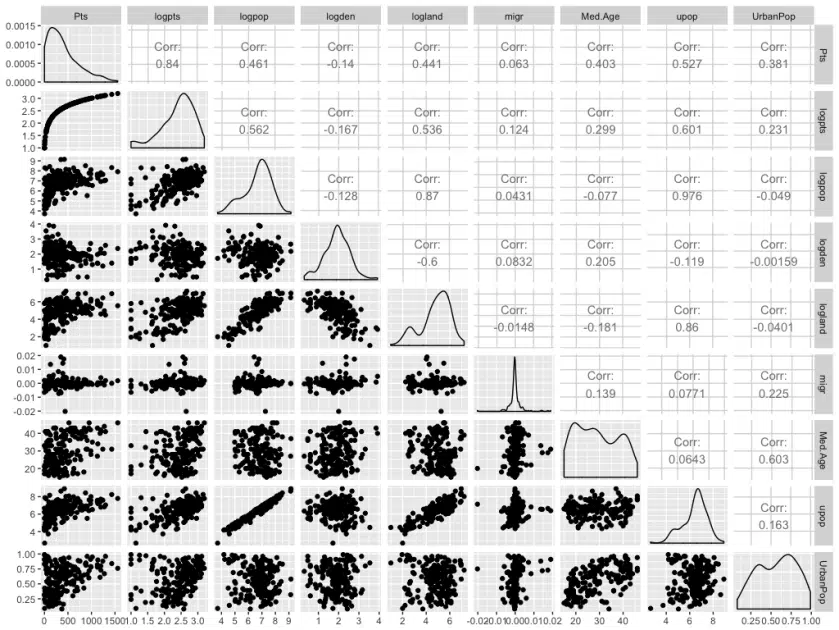 Pts logpts logpop logden logland migr Med.Age upop UrbanPop
0.0015
0.0010
0.0005
0.0000
Corr: Corr: Corr: Corr: Corr: Corr: Corr: Corr:
0.84 0.461 -0.14 0.441 0.063 0.403 0.527 0.381
Pts
3.0
2.5
2.0
1.5
1.0
Corr: Corr: Corr: Corr: Corr: Corr: Corr:
0.562 -0.167 0.536 0.124 0.299 0.601 0.231
logpts
9
8
7
6
5
4
Corr: Corr: Corr: Corr: Corr: Corr:
-0.128 0.87 0.0431 -0.077 0.976 -0.049
logpop
4
3
2
1
Corr: Corr: Corr: Corr: Corr:
-0.6 0.0832 0.205 -0.119 -0.00159
logden
6
4
2
Corr: Corr: Corr: Corr:
-0.0148 -0.181 0.86 -0.0401
logland
0.02
0.01
0.00
-0.01
-0.02
Corr: Corr: Corr:
0.139 0.0771 0.225
migr
40
30
20
Corr: Corr:
0.0643 0.603
Med.Age
8
6
4
Corr:
0.163
upop
1.00
0.75
0.50
0.25
UrbanPop
0 500 1000 1500 1.0 1.5 2.0 2.5 3.0 4 5 6 7 8 9 1 2 3 4 2 4 6 -0.02 -0.01 0.00 0.01 0.02 20 30 40 4 6 8 0.25 0.50 0.75 1.00